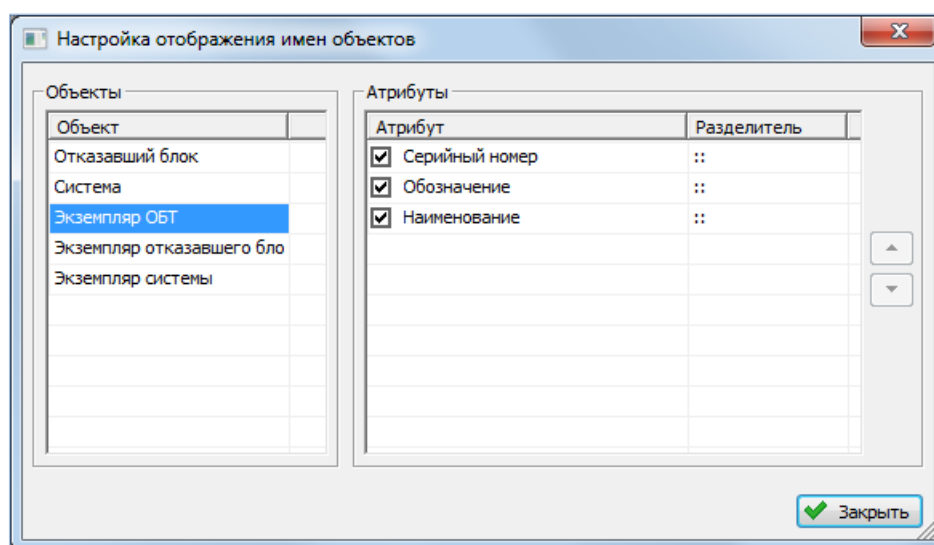 Настройка отображения имен объектов
Объекты
Объект
Отказавший блок
Система
Экземпляр ОБТ
Экземпляр отказавшего бло
Экземпляр системы
Атрибуты
Атрибут Разделитель
Серийный номер ::
Обозначение ::
Наименование ::
Закрыть